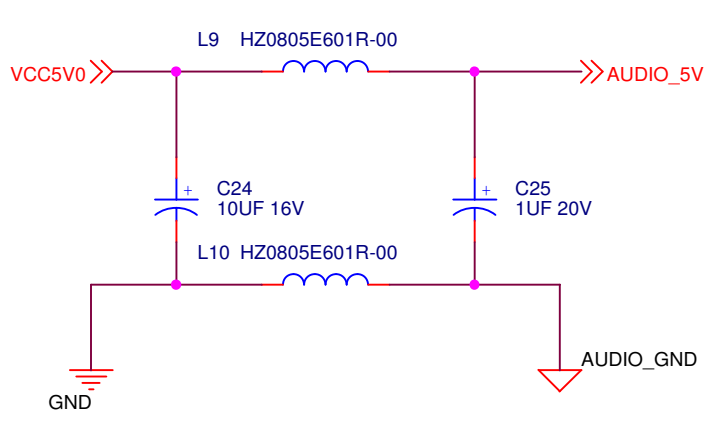 L9 HZ0805E601R-00
VCC5V0
AUDIO_5V
+
C24
10UF 16V
+
C25
1UF 20V
L10 HZ0805E601R-00
AUDIO_GND
GND